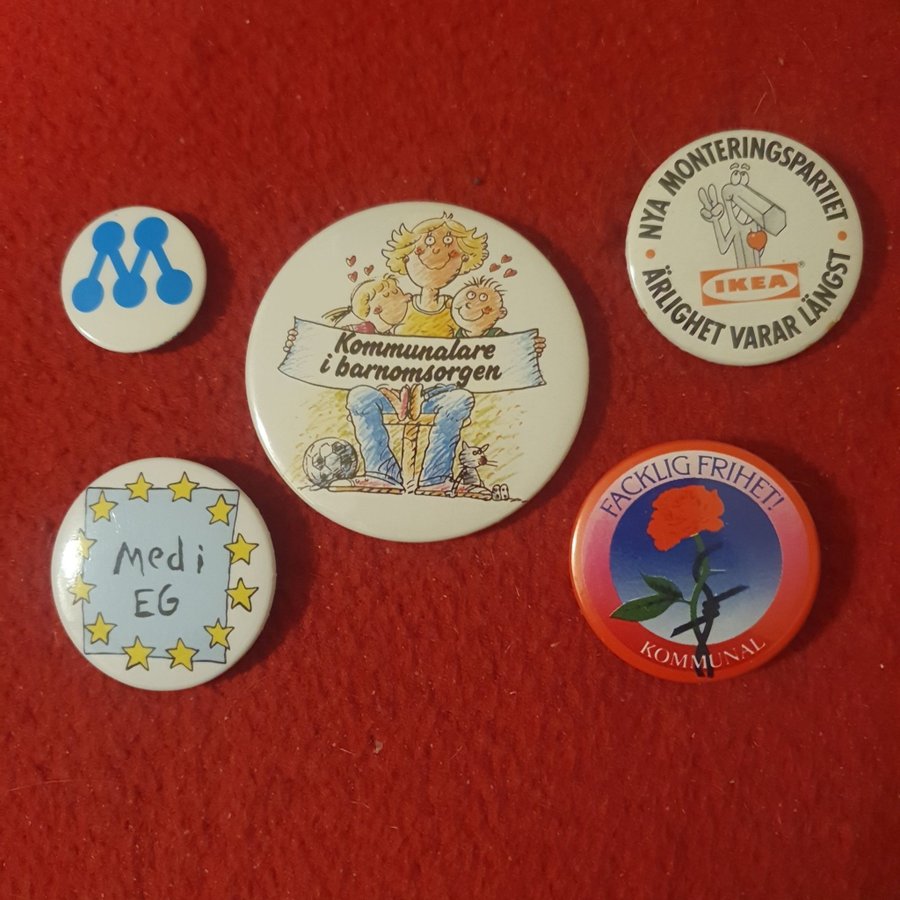 M
Kommunalare
i barnomsorgen
NYA MONTERINGSPARTIET
IKEA®
ÄRLIGHET VARAR LÄNGST
Med i
EG
FACKLIG FRIHET!
KOMMUNAL